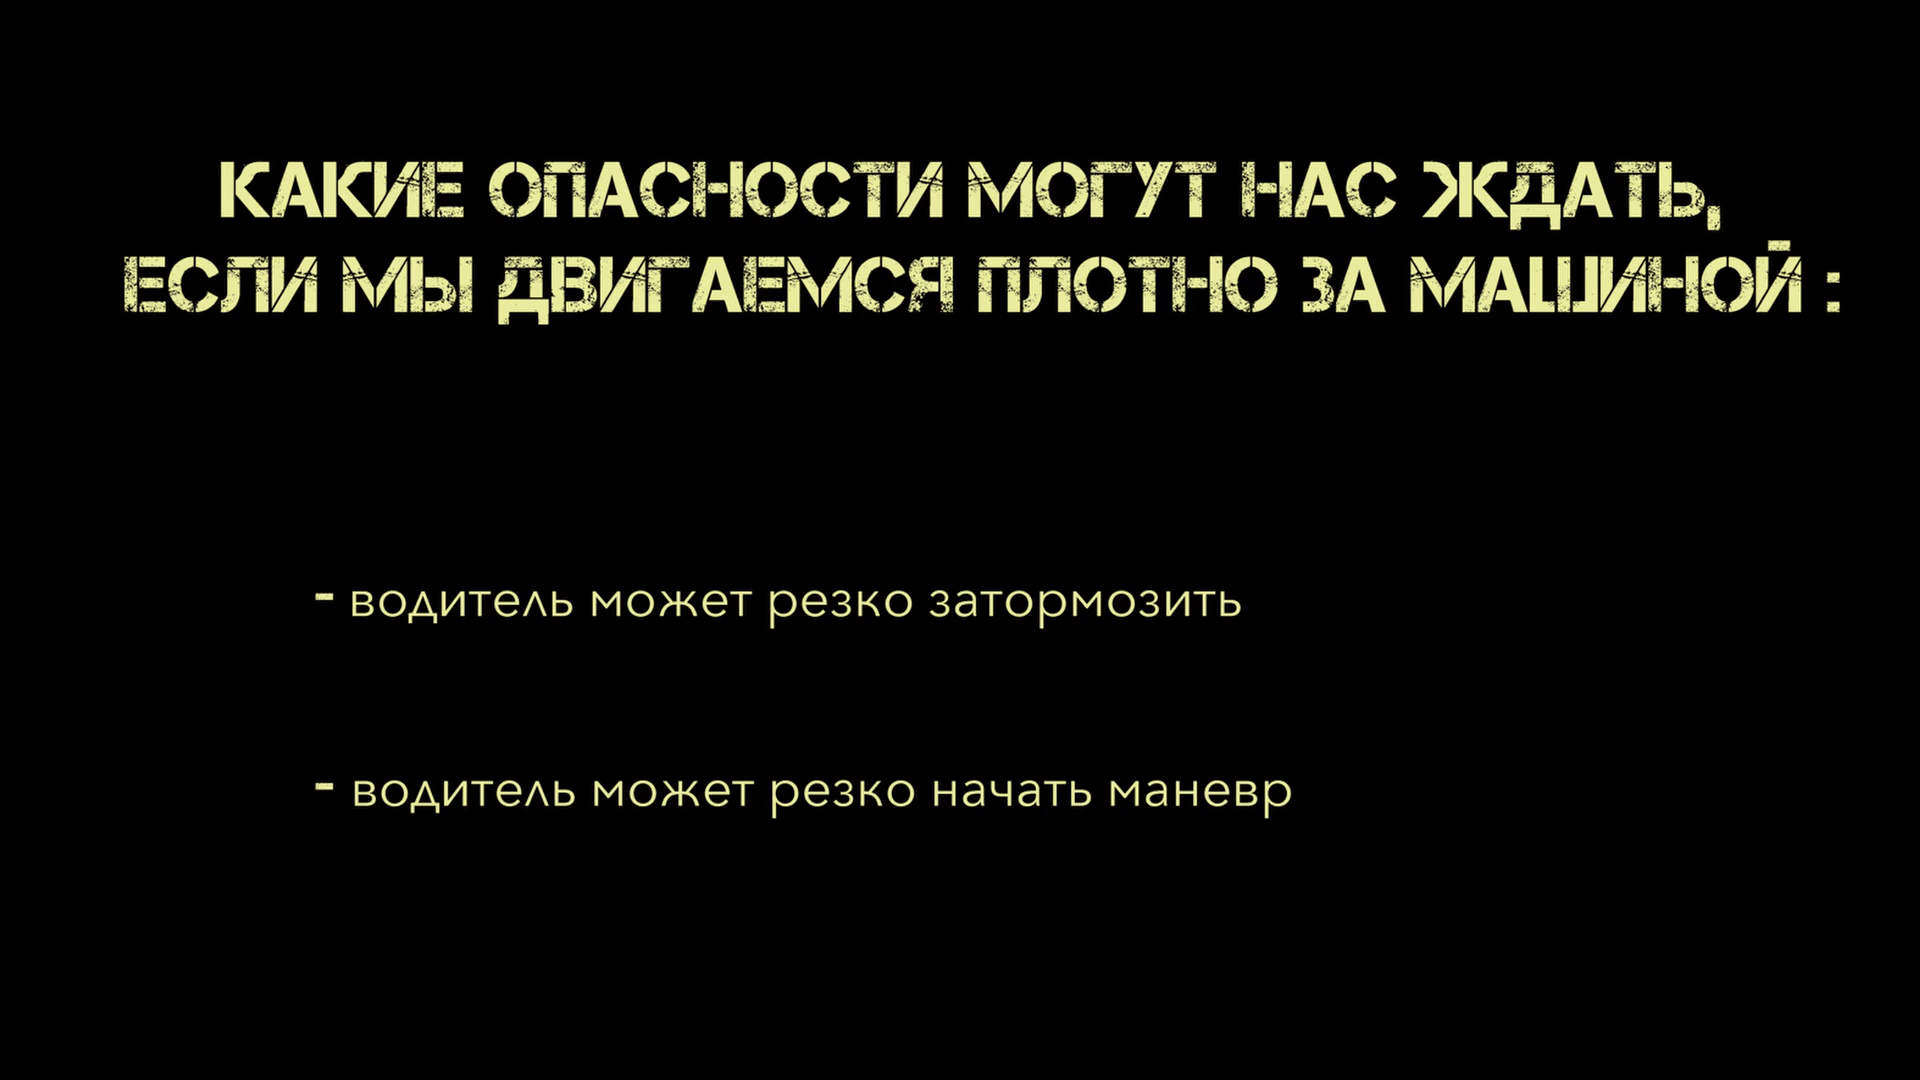 КАКИЕ ОПАСНОСТИ МОГУТ НАС ЖДАТЬ,
ЕСЛИ МЫ ДВИГАЕМСЯ ПЛОТНО ЗА МАШИНОЙ :
- водитель может резко затормозить
- водитель может резко начать маневр